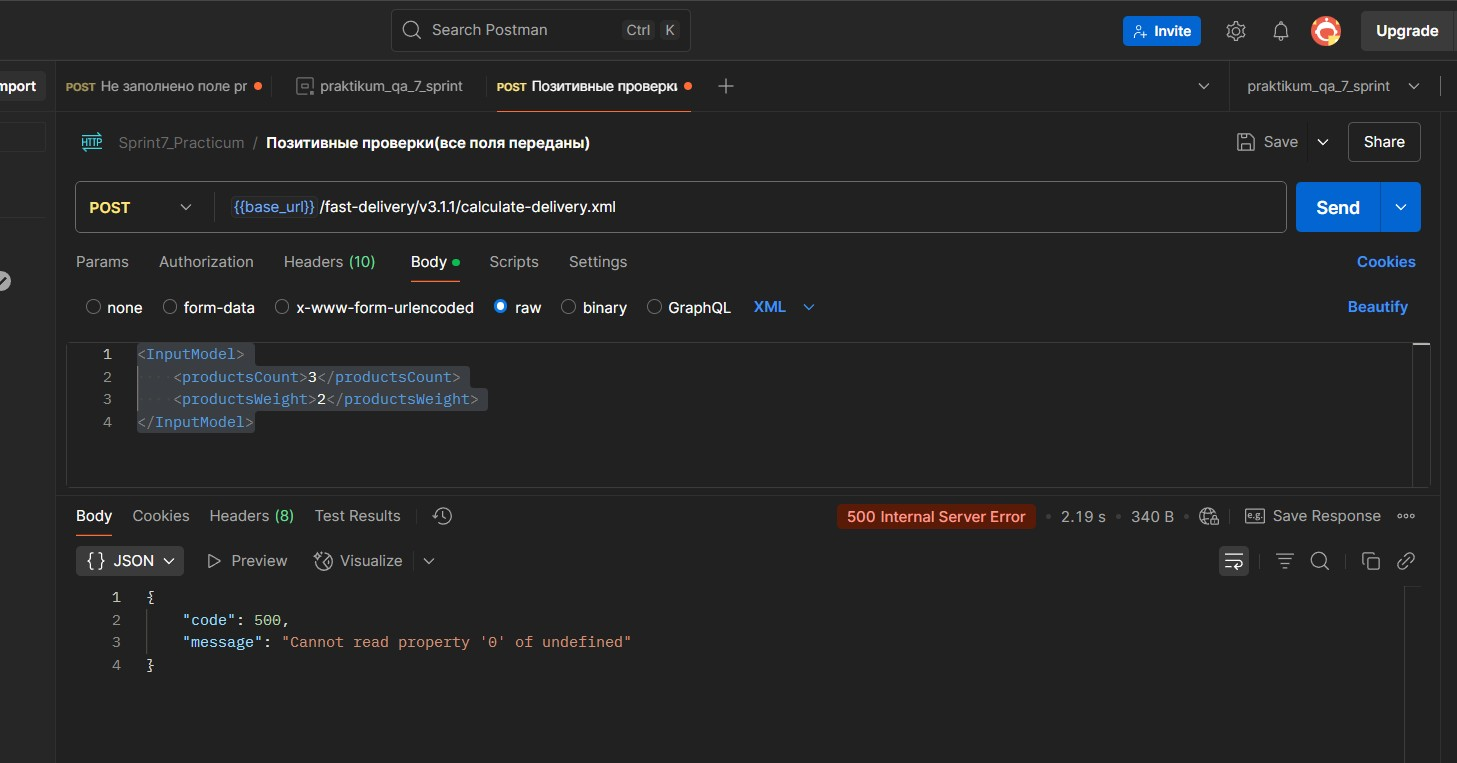 Search Postman Ctrl K Invite Upgrade
mport POST Не заполнено поле pr praktikum_qa_7_sprint POST Позитивные проверки praktikum_qa_7_sprint
HTTP Sprint7_Practicum / Позитивные проверки(все поля переданы) Save Share
POST {{base_url}} /fast-delivery/v3.1.1/calculate-delivery.xml Send
Params Authorization Headers (10) Body Scripts Settings Cookies
none form-data x-www-form-urlencoded raw binary GraphQL XML Beautify
1 <InputModel>
2 <productsCount>3</productsCount>
3 <productsWeight>2</productsWeight>
4 </InputModel>
Body Cookies Headers (8) Test Results 500 Internal Server Error • 2.19 s • 340 B • e.g. Save Response
{} JSON Preview Visualize
1 {
2 "code": 500,
3 "message": "Cannot read property '0' of undefined"
4 }